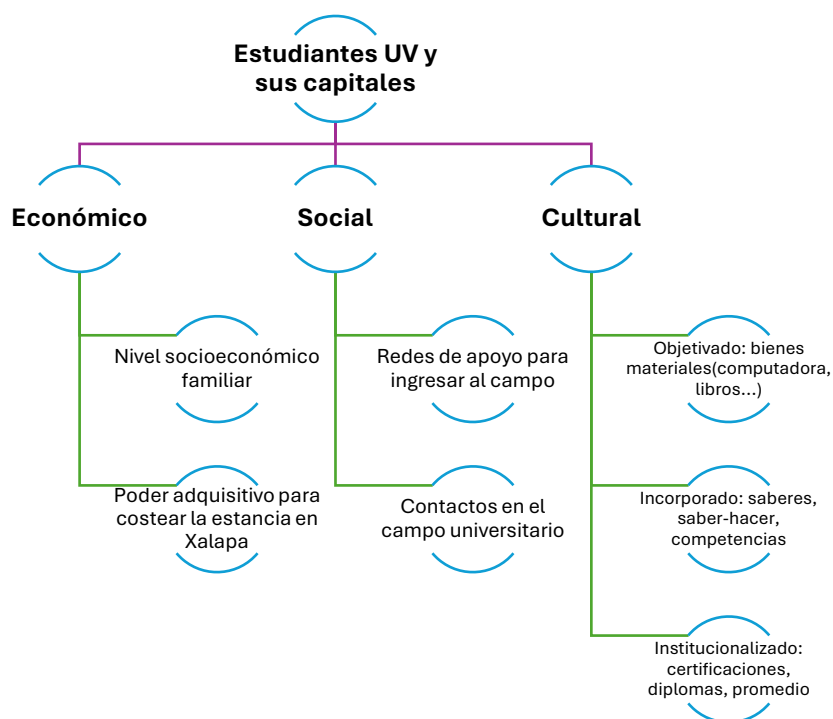 Estudiantes UV y
sus capitales
Económico
Nivel socioeconómico
familiar
Poder adquisitivo para
costear la estancia en
Xalapa
Social
Redes de apoyo para
ingresar al campo
Contactos en el
campo universitario
Cultural
Objetivado: bienes
materiales(computadora,
libros...)
Incorporado: saberes,
saber-hacer,
competencias
Institucionalizado:
certificaciones,
diplomas, promedio